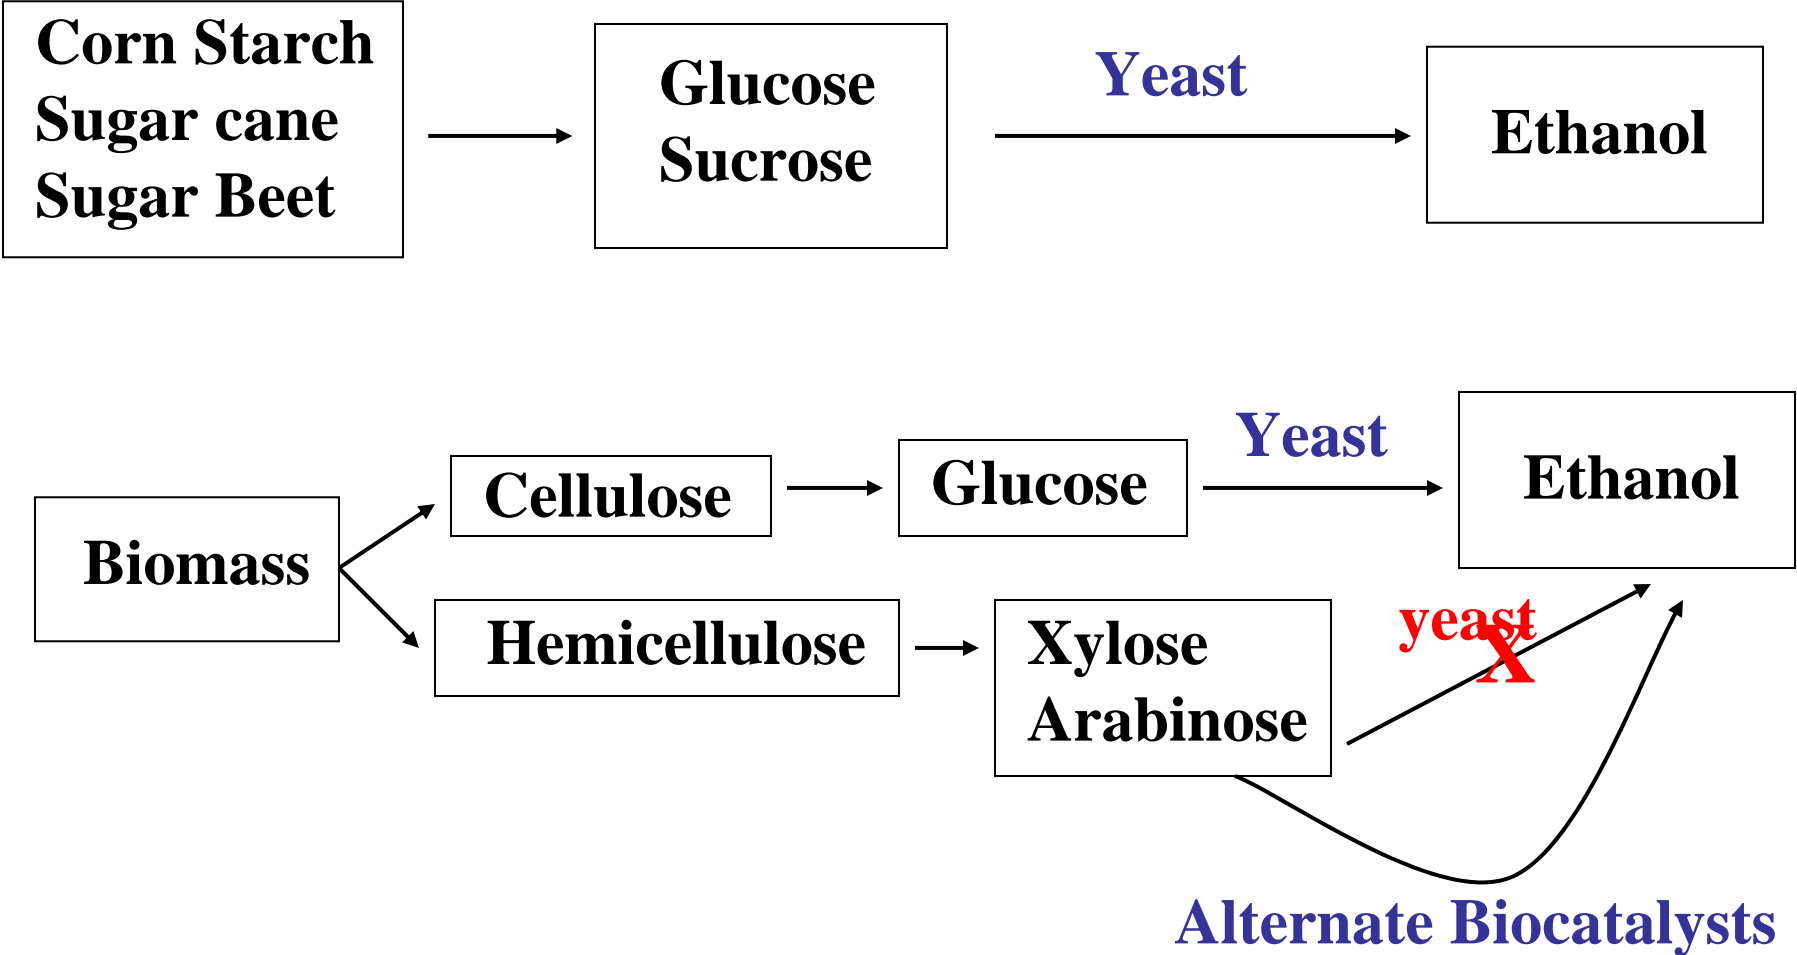 Corn Starch
Sugar cane
Sugar Beet
Glucose
Sucrose
Yeast
Ethanol
Biomass
Cellulose
Glucose
Yeast
Ethanol
Hemicellulose
Xylose
Arabinose
yeast
X
Alternate Biocatalysts